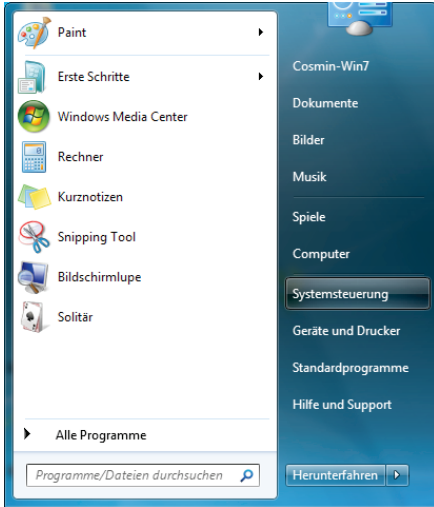 Paint
Erste Schritte
Windows Media Center
Rechner
Kurznotizen
Snipping Tool
Bildschirmlupe
Solitär
Alle Programme
Programme/Dateien durchsuchen
Cosmin-Win7
Dokumente
Bilder
Musik
Spiele
Computer
Systemsteuerung
Geräte und Drucker
Standardprogramme
Hilfe und Support
Herunterfahren